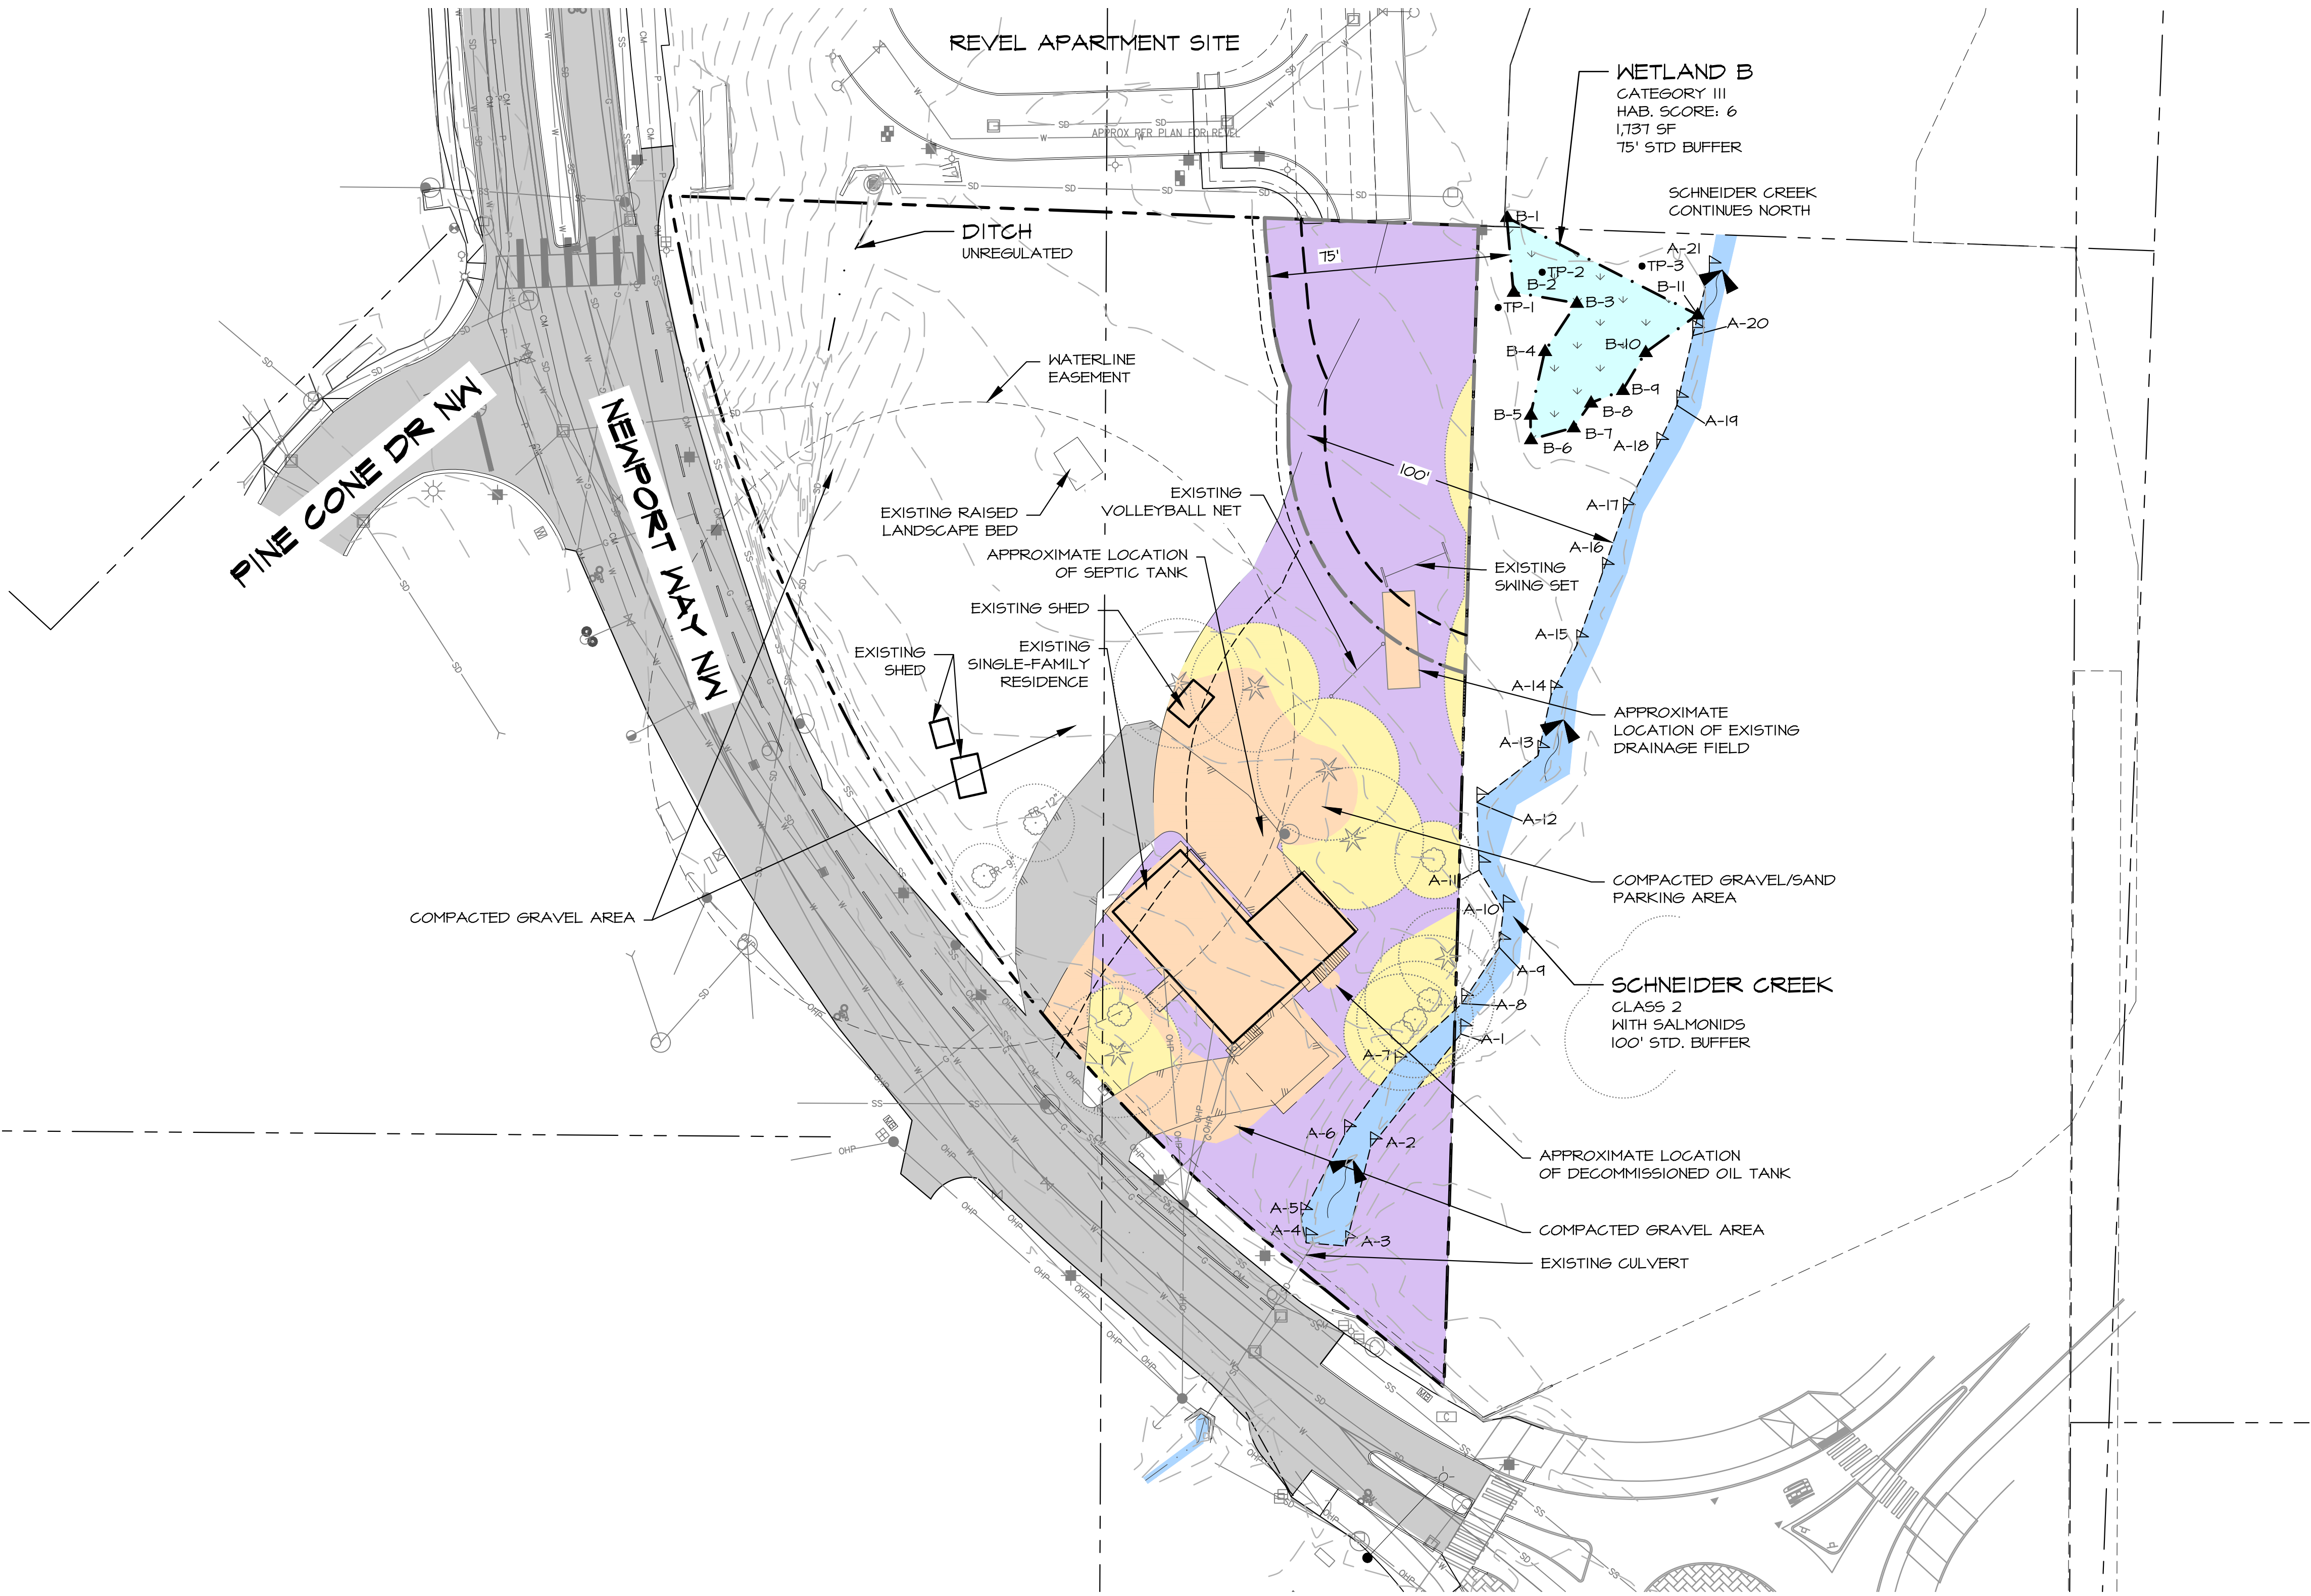 REVEL APARTMENT SITE
APPROX RFR PLAN FOR REVEL
WETLAND B
CATEGORY III
HAB. SCORE: 6
1,737 SF
75' STD BUFFER
SCHNEIDER CREEK
CONTINUES NORTH
DITCH
UNREGULATED
75'
B-1
TP-2
TP-3
A-21
B-2
B-11
TP-1
B-3
A-20
B-4
B-10
B-9
B-5
B-8
A-19
B-7
A-18
B-6
WATERLINE
EASEMENT
PINE CONE DR NW
NEWPORT WAY NW
100'
EXISTING
VOLLEYBALL NET
EXISTING RAISED
LANDSCAPE BED
A-17
A-16
APPROXIMATE LOCATION
OF SEPTIC TANK
EXISTING
SWING SET
EXISTING SHED
A-15
EXISTING
SINGLE-FAMILY
RESIDENCE
EXISTING
SHED
A-14
APPROXIMATE
LOCATION OF EXISTING
DRAINAGE FIELD
A-13
FR-12"
A-12
A-11
COMPACTED GRAVEL/SAND
PARKING AREA
A-10
COMPACTED GRAVEL AREA
A-9
SCHNEIDER CREEK
CLASS 2
WITH SALMONIDS
100' STD. BUFFER
A-8
A-1
A-7
A-6
A-2
APPROXIMATE LOCATION
OF DECOMMISSIONED OIL TANK
A-5
A-4
A-3
COMPACTED GRAVEL AREA
EXISTING CULVERT